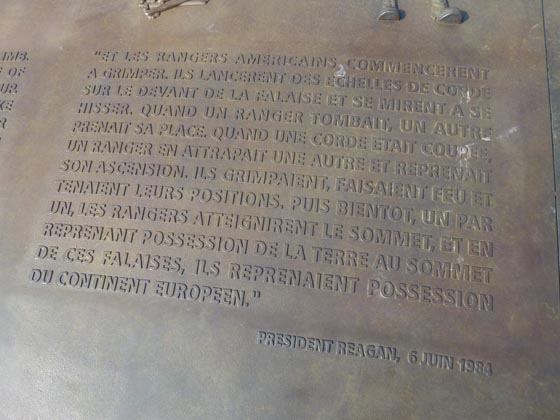 IMB.
E OF
UP.
KE
"ET LES RANGERS AMERICAINS COMMENCERENT
A GRIMPER. ILS LANCERENT DES ECHELLES DE CORDE
SUR LE DEVANT DE LA FALAISE ET SE MIRENT A SE
HISSER. QUAND UN RANGER TOMBAIT, UN AUTRE
PRENAIT SA PLACE. QUAND UNE CORDE ETAIT COUPEE,
UN RANGER EN ATTRAPAIT UNE AUTRE ET REPRENAIT
SON ASCENSION. ILS GRIMPAIENT, FAISAIENT FEU ET
TENAIENT LEURS POSITIONS. PUIS BIENTOT, UN PAR
UN, LES RANGERS ATTEIGNIRENT LE SOMMET, ET EN
REPRENANT POSSESSION DE LA TERRE AU SOMMET
DE CES FALAISES, ILS REPRENAIENT POSSESSION
DU CONTINENT EUROPEEN."
PRESIDENT REAGAN, 6 JUIN 1984